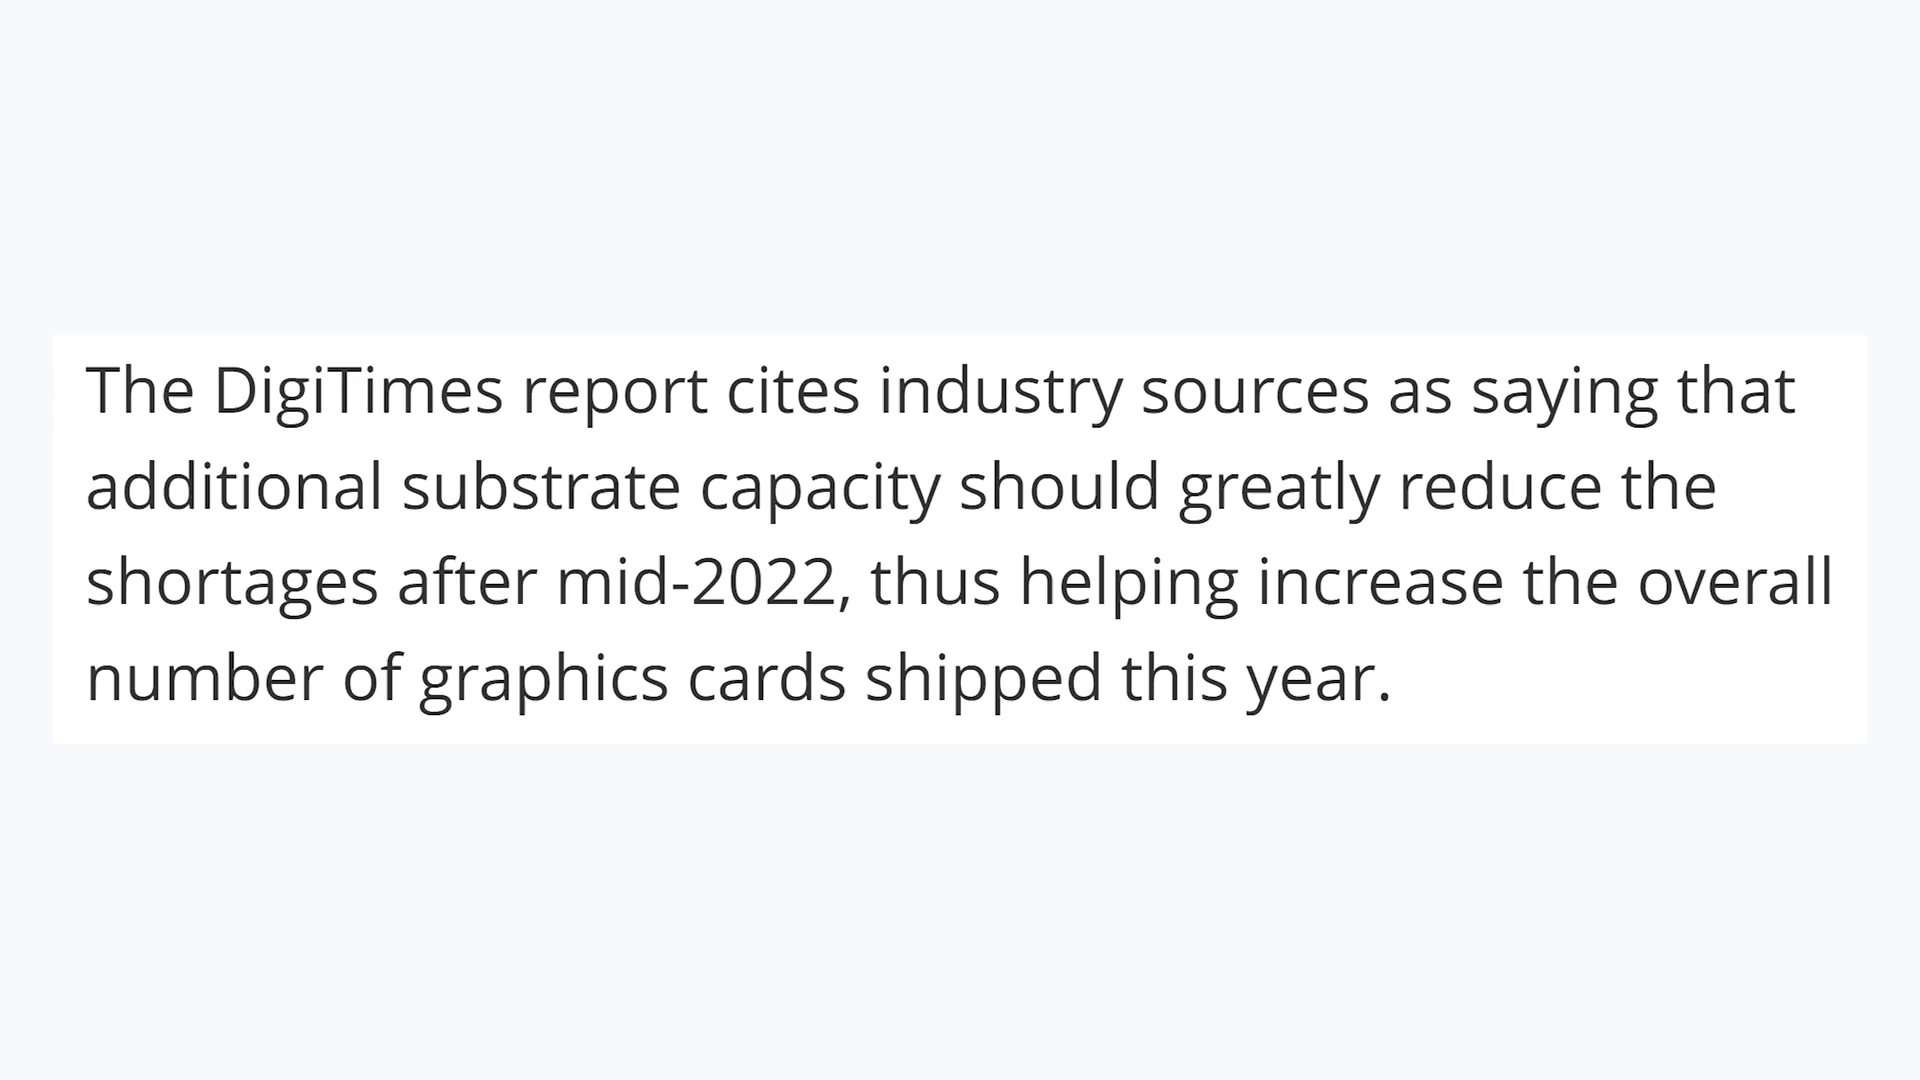 The DigiTimes report cites industry sources as saying that
additional substrate capacity should greatly reduce the
shortages after mid-2022, thus helping increase the overall
number of graphics cards shipped this year.